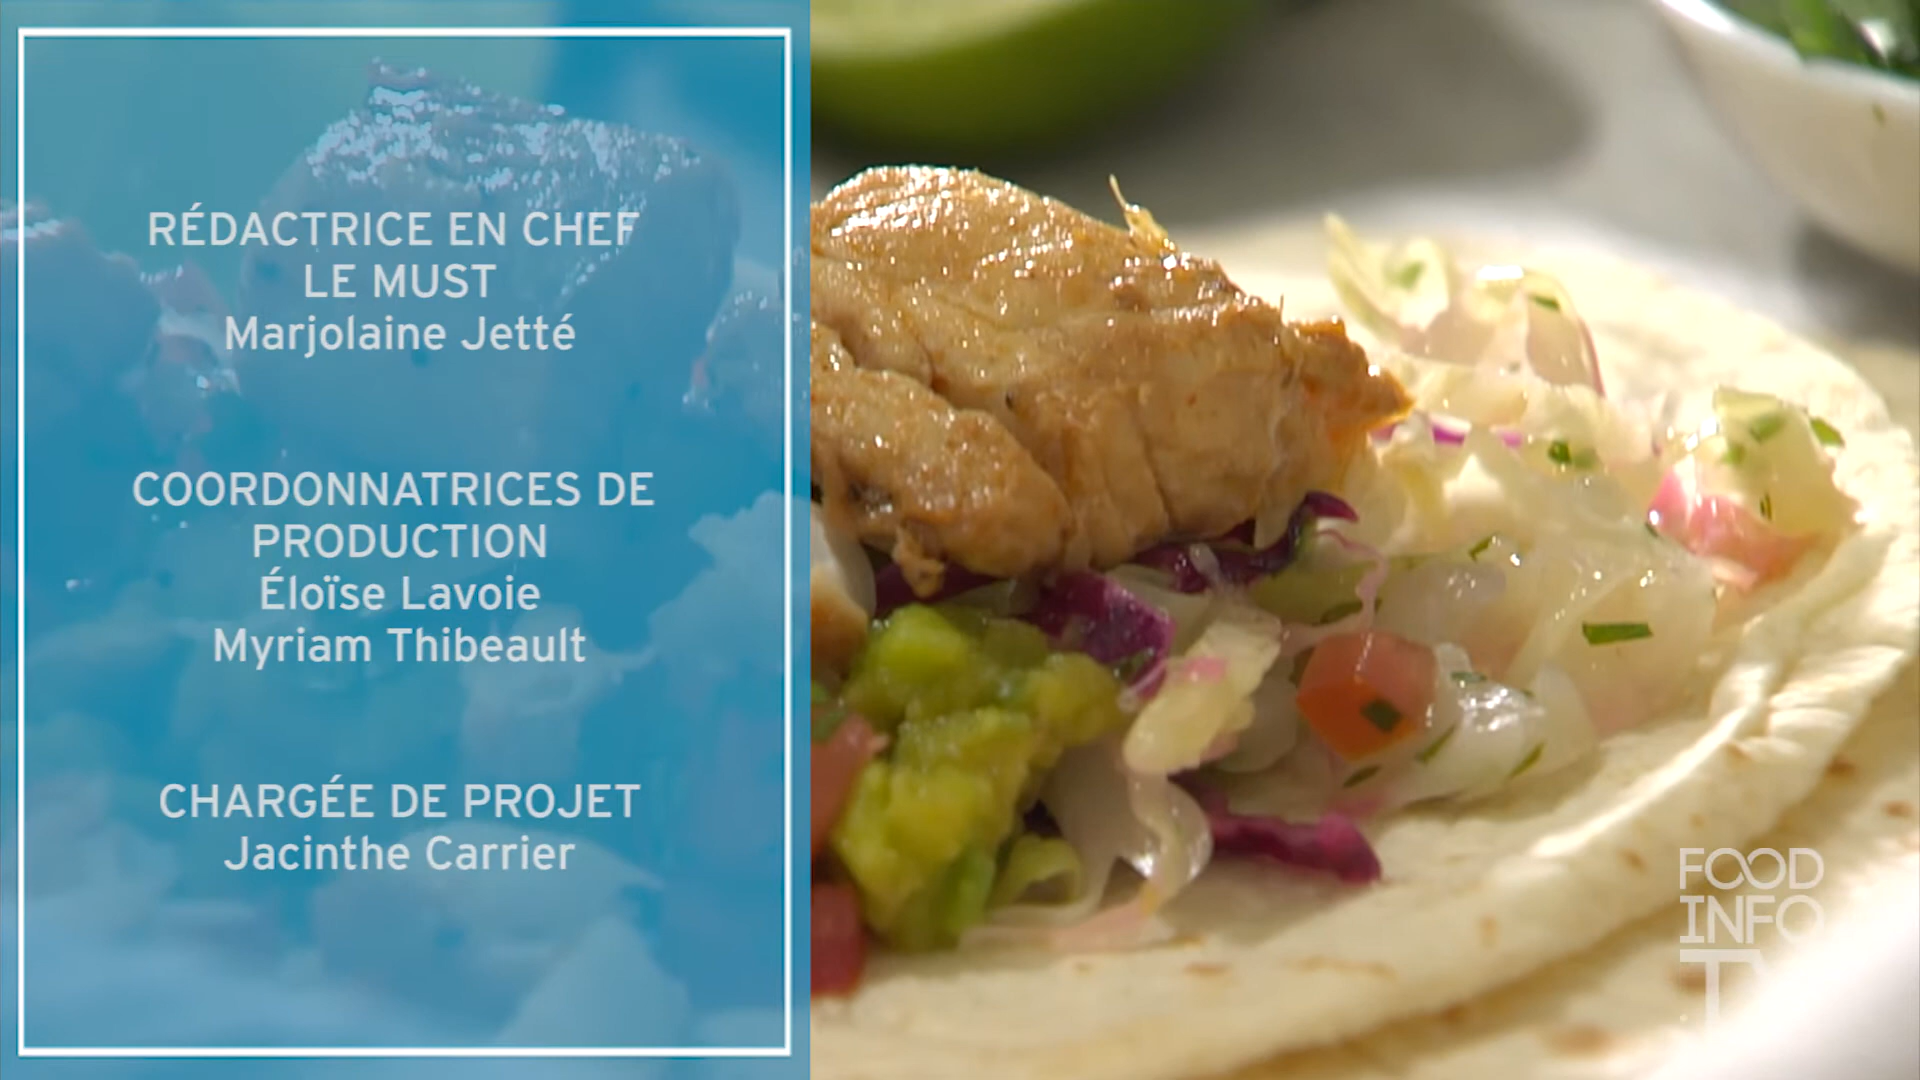 RÉDACTRICE EN CHEF
LE MUST
Marjolaine Jetté
COORDONNATRICES DE
PRODUCTION
Éloïse Lavoie
Myriam Thibeault
CHARGÉE DE PROJET
Jacinthe Carrier
FOOD
INFO
TV